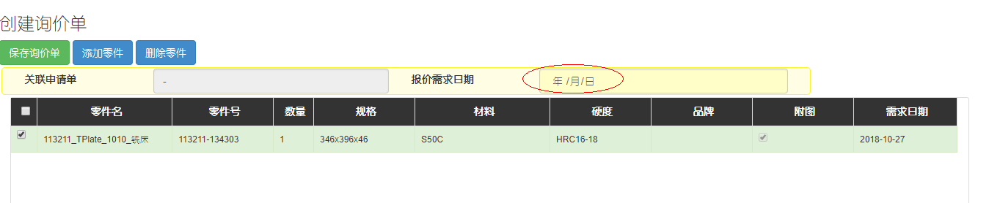 创建询价单
保存询价单 添加零件 删除零件
关联申请单 - 报价需求日期 年 /月/日
零件名 零件号 数量 规格 材料 硬度 品牌 附图 需求日期
113211_TPlate_1010_铣床 113211-134303 1 346x396x46 S50C HRC16-18 2018-10-27